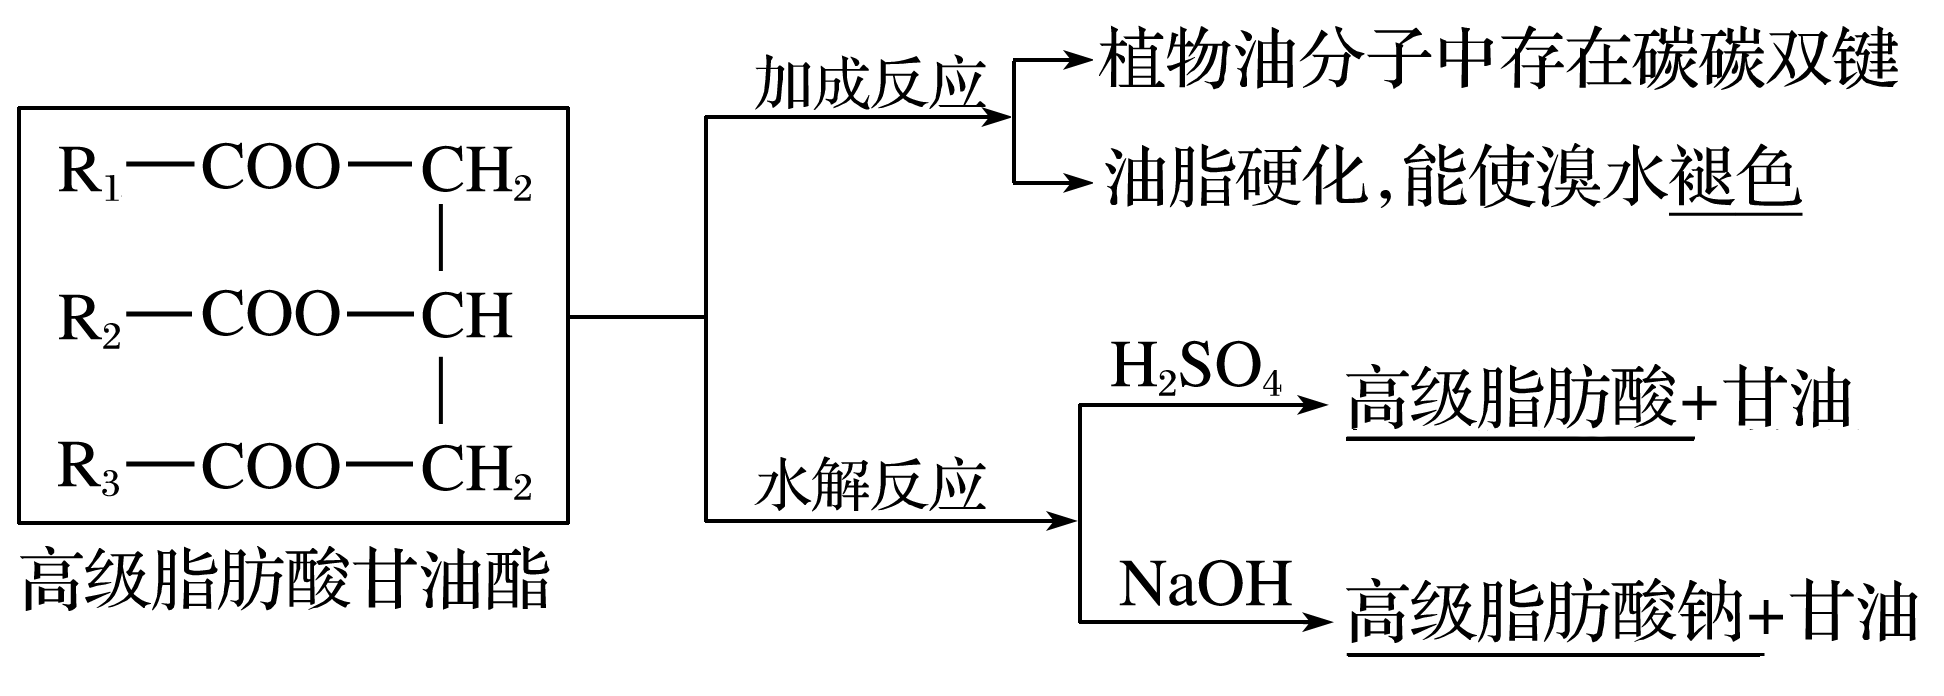 R₁—COO—CH₂
R₂—COO—CH
R₃—COO—CH₂
高级脂肪酸甘油酯
加成反应
植物油分子中存在碳碳双键
油脂硬化,能使溴水褪色
水解反应
H₂SO₄
高级脂肪酸+甘油
NaOH
高级脂肪酸钠+甘油